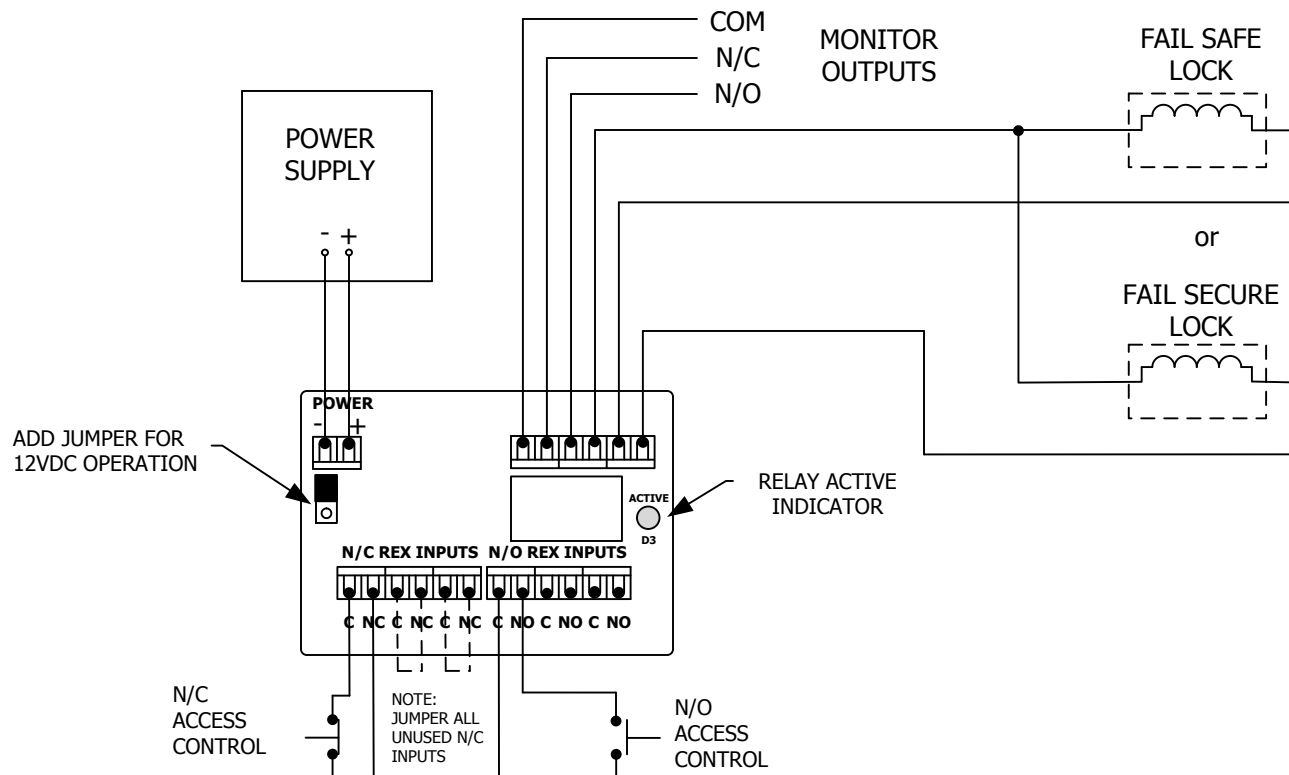 COM
N/C
N/O
MONITOR
OUTPUTS
FAIL SAFE
LOCK
POWER
SUPPLY
- +
or
FAIL SECURE
LOCK
POWER
- +
ADD JUMPER FOR
12VDC OPERATION
RELAY ACTIVE
INDICATOR
ACTIVE
D3
N/C REX INPUTS N/O REX INPUTS
C NC C NC C NC C NO C NO C NO
N/C
ACCESS
CONTROL
NOTE:
JUMPER ALL
UNUSED N/C
INPUTS
N/O
ACCESS
CONTROL